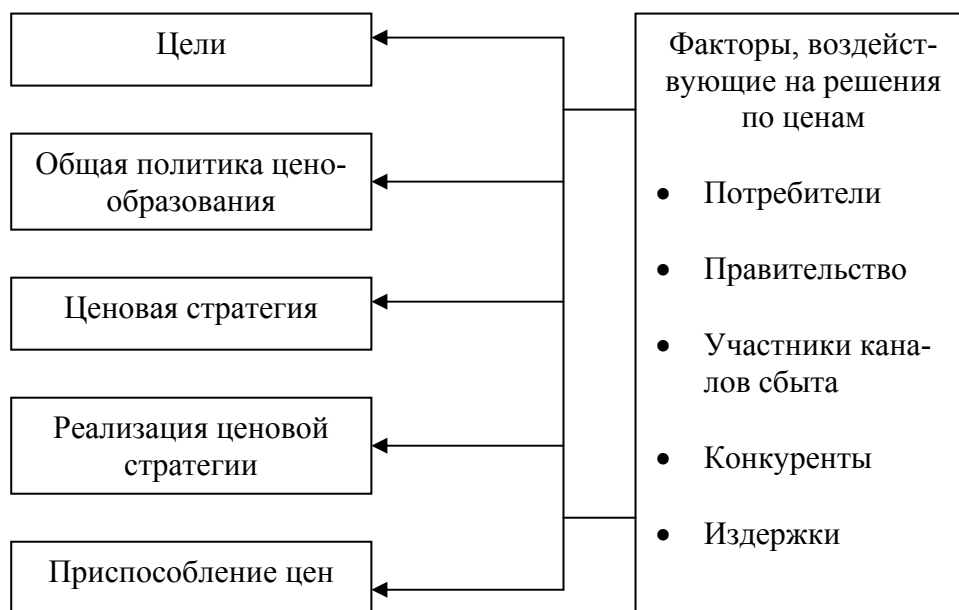 Цели
Общая политика цено-
образования
Ценовая стратегия
Реализация ценовой
стратегии
Приспособление цен
Факторы, воздейст-
вующие на решения
по ценам
• Потребители
• Правительство
• Участники кана-
лов сбыта
• Конкуренты
• Издержки